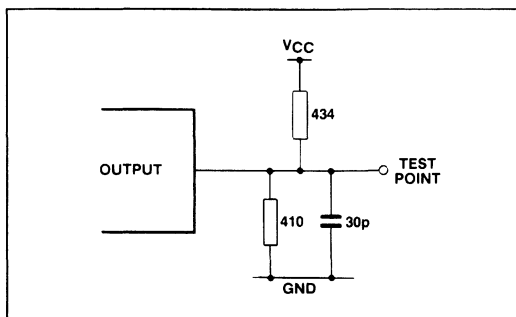 VCC
434
OUTPUT
TEST
POINT
410
30p
GND